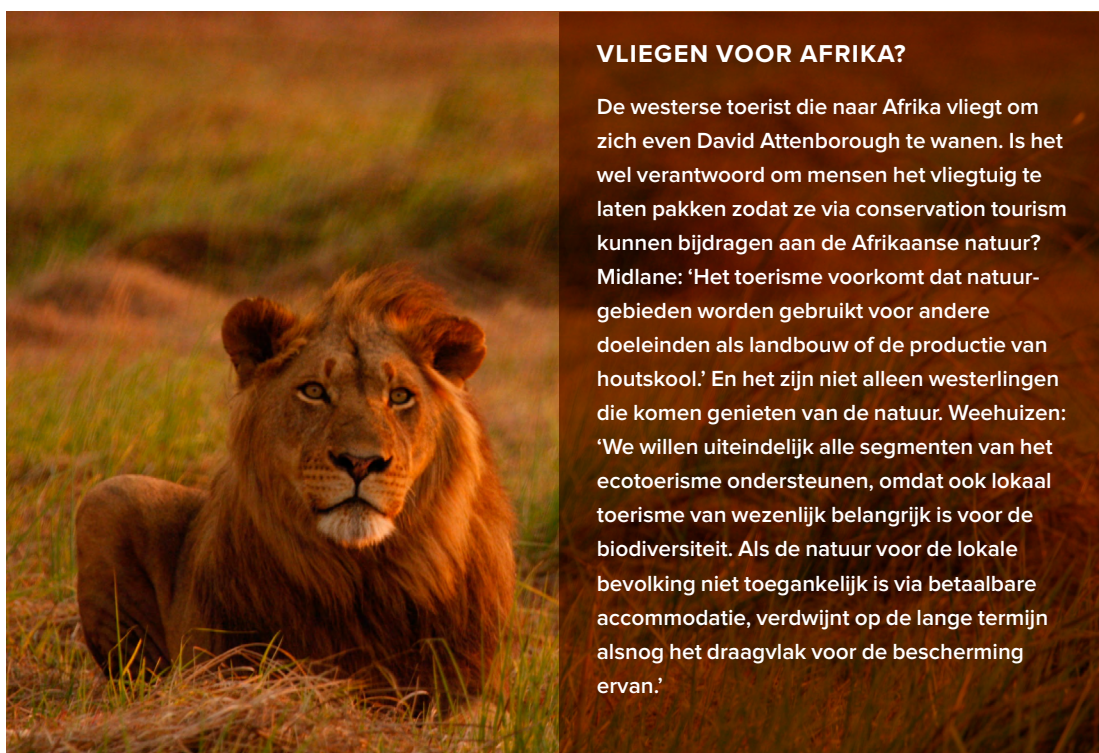 VLIEGEN VOOR AFRIKA?
De westerse toerist die naar Afrika vliegt om
zich even David Attenborough te wanen. Is het
wel verantwoord om mensen het vliegtuig te
laten pakken zodat ze via conservation tourism
kunnen bijdragen aan de Afrikaanse natuur?
Midlane: ‘Het toerisme voorkomt dat natuur-
gebieden worden gebruikt voor andere
doeleinden als landbouw of de productie van
houtskool.’ En het zijn niet alleen westerlingen
die komen genieten van de natuur. Weehuizen:
‘We willen uiteindelijk alle segmenten van het
ecotoerisme ondersteunen, omdat ook lokaal
toerisme van wezenlijk belangrijk is voor de
biodiversiteit. Als de natuur voor de lokale
bevolking niet toegankelijk is via betaalbare
accommodatie, verdwijnt op de lange termijn
alsnog het draagvlak voor de bescherming
ervan.’